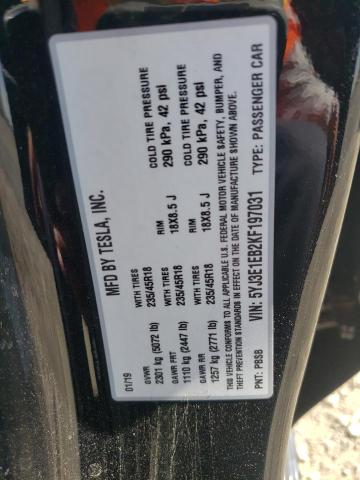 MFD BY TESLA, INC.
01/19 WITH TIRES RIM COLD TIRE PRESSURE
GVWR 235/45R18 18X8.5 J 290 kPa, 42 psi
2301 kg (5072 lb)
GAWR FRT WITH TIRES RIM COLD TIRE PRESSURE
1110 kg (2447 lb) 235/45R18 18X8.5 J 290 kPa, 42 psi
GAWR RR WITH TIRES
1257 kg (2771 lb) 235/45R18
THIS VEHICLE CONFORMS TO ALL APPLICABLE U.S. FEDERAL MOTOR VEHICLE SAFETY, BUMPER, AND
THEFT PREVENTION STANDARDS IN EFFECT ON THE DATE OF MANUFACTURE SHOWN ABOVE.
VIN: 5YJ3E1EB2KF197031
PNT: PBSB TYPE: PASSENGER CAR